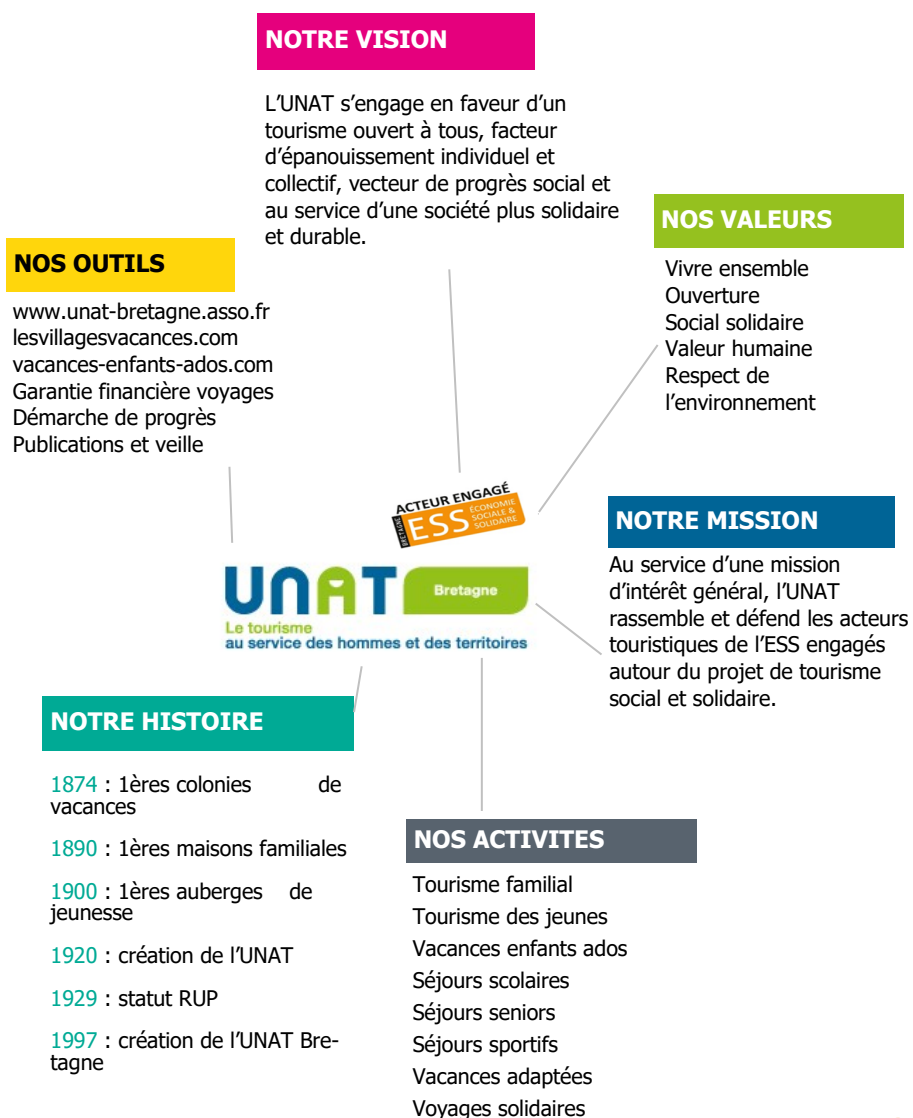 NOTRE VISION
L’UNAT s’engage en faveur d’un
tourisme ouvert à tous, facteur
d’épanouissement individuel et
collectif, vecteur de progrès social et
au service d’une société plus solidaire
et durable.
NOS VALEURS
Vivre ensemble
Ouverture
Social solidaire
Valeur humaine
Respect de
l’environnement
NOS OUTILS
www.unat-bretagne.asso.fr
lesvillagesvacances.com
vacances-enfants-ados.com
Garantie financière voyages
Démarche de progrès
Publications et veille
ACTEUR ENGAGÉ
BRETAGNE
ESS
ÉCONOMIE
SOCIALE &
SOLIDAIRE
UNAT Bretagne
Le tourisme
au service des hommes et des territoires
NOTRE MISSION
Au service d’une mission
d’intérêt général, l’UNAT
rassemble et défend les acteurs
touristiques de l’ESS engagés
autour du projet de tourisme
social et solidaire.
NOTRE HISTOIRE
1874 : 1ères colonies de
vacances
1890 : 1ères maisons familiales
1900 : 1ères auberges de
jeunesse
1920 : création de l’UNAT
1929 : statut RUP
1997 : création de l’UNAT Bre-
tagne
NOS ACTIVITES
Tourisme familial
Tourisme des jeunes
Vacances enfants ados
Séjours scolaires
Séjours seniors
Séjours sportifs
Vacances adaptées
Voyages solidaires